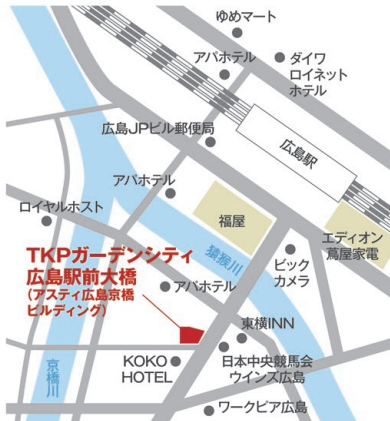 ゆめマート
アパホテル
ダイワ
ロイネット
ホテル
広島JPビル郵便局
広島駅
アパホテル
ロイヤルホスト
福屋
エディオン
蔦屋家電
猿猴川
ビック
カメラ
TKPガーデンシティ
広島駅前大橋
(アスティ広島京橋
ビルディング)
アパホテル
東横INN
京橋川
KOKO
HOTEL
日本中央競馬会
ウインズ広島
ワークピア広島